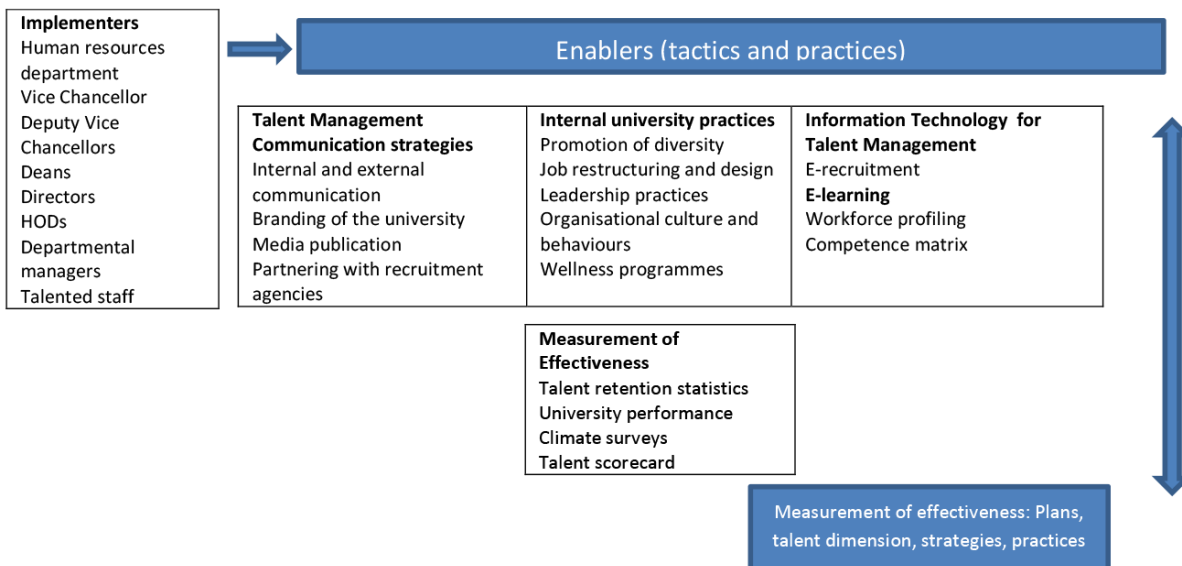 Implementers
Human resources
department
Vice Chancellor
Deputy Vice
Chancellors
Deans
Directors
HODs
Departmental
managers
Talented staff
Enablers (tactics and practices)
Talent Management
Communication strategies
Internal and external
communication
Branding of the university
Media publication
Partnering with recruitment
agencies
Internal university practices
Promotion of diversity
Job restructuring and design
Leadership practices
Organisational culture and
behaviours
Wellness programmes
Information Technology for
Talent Management
E-recruitment
E-learning
Workforce profiling
Competence matrix
Measurement of
Effectiveness
Talent retention statistics
University performance
Climate surveys
Talent scorecard
Measurement of effectiveness: Plans,
talent dimension, strategies, practices